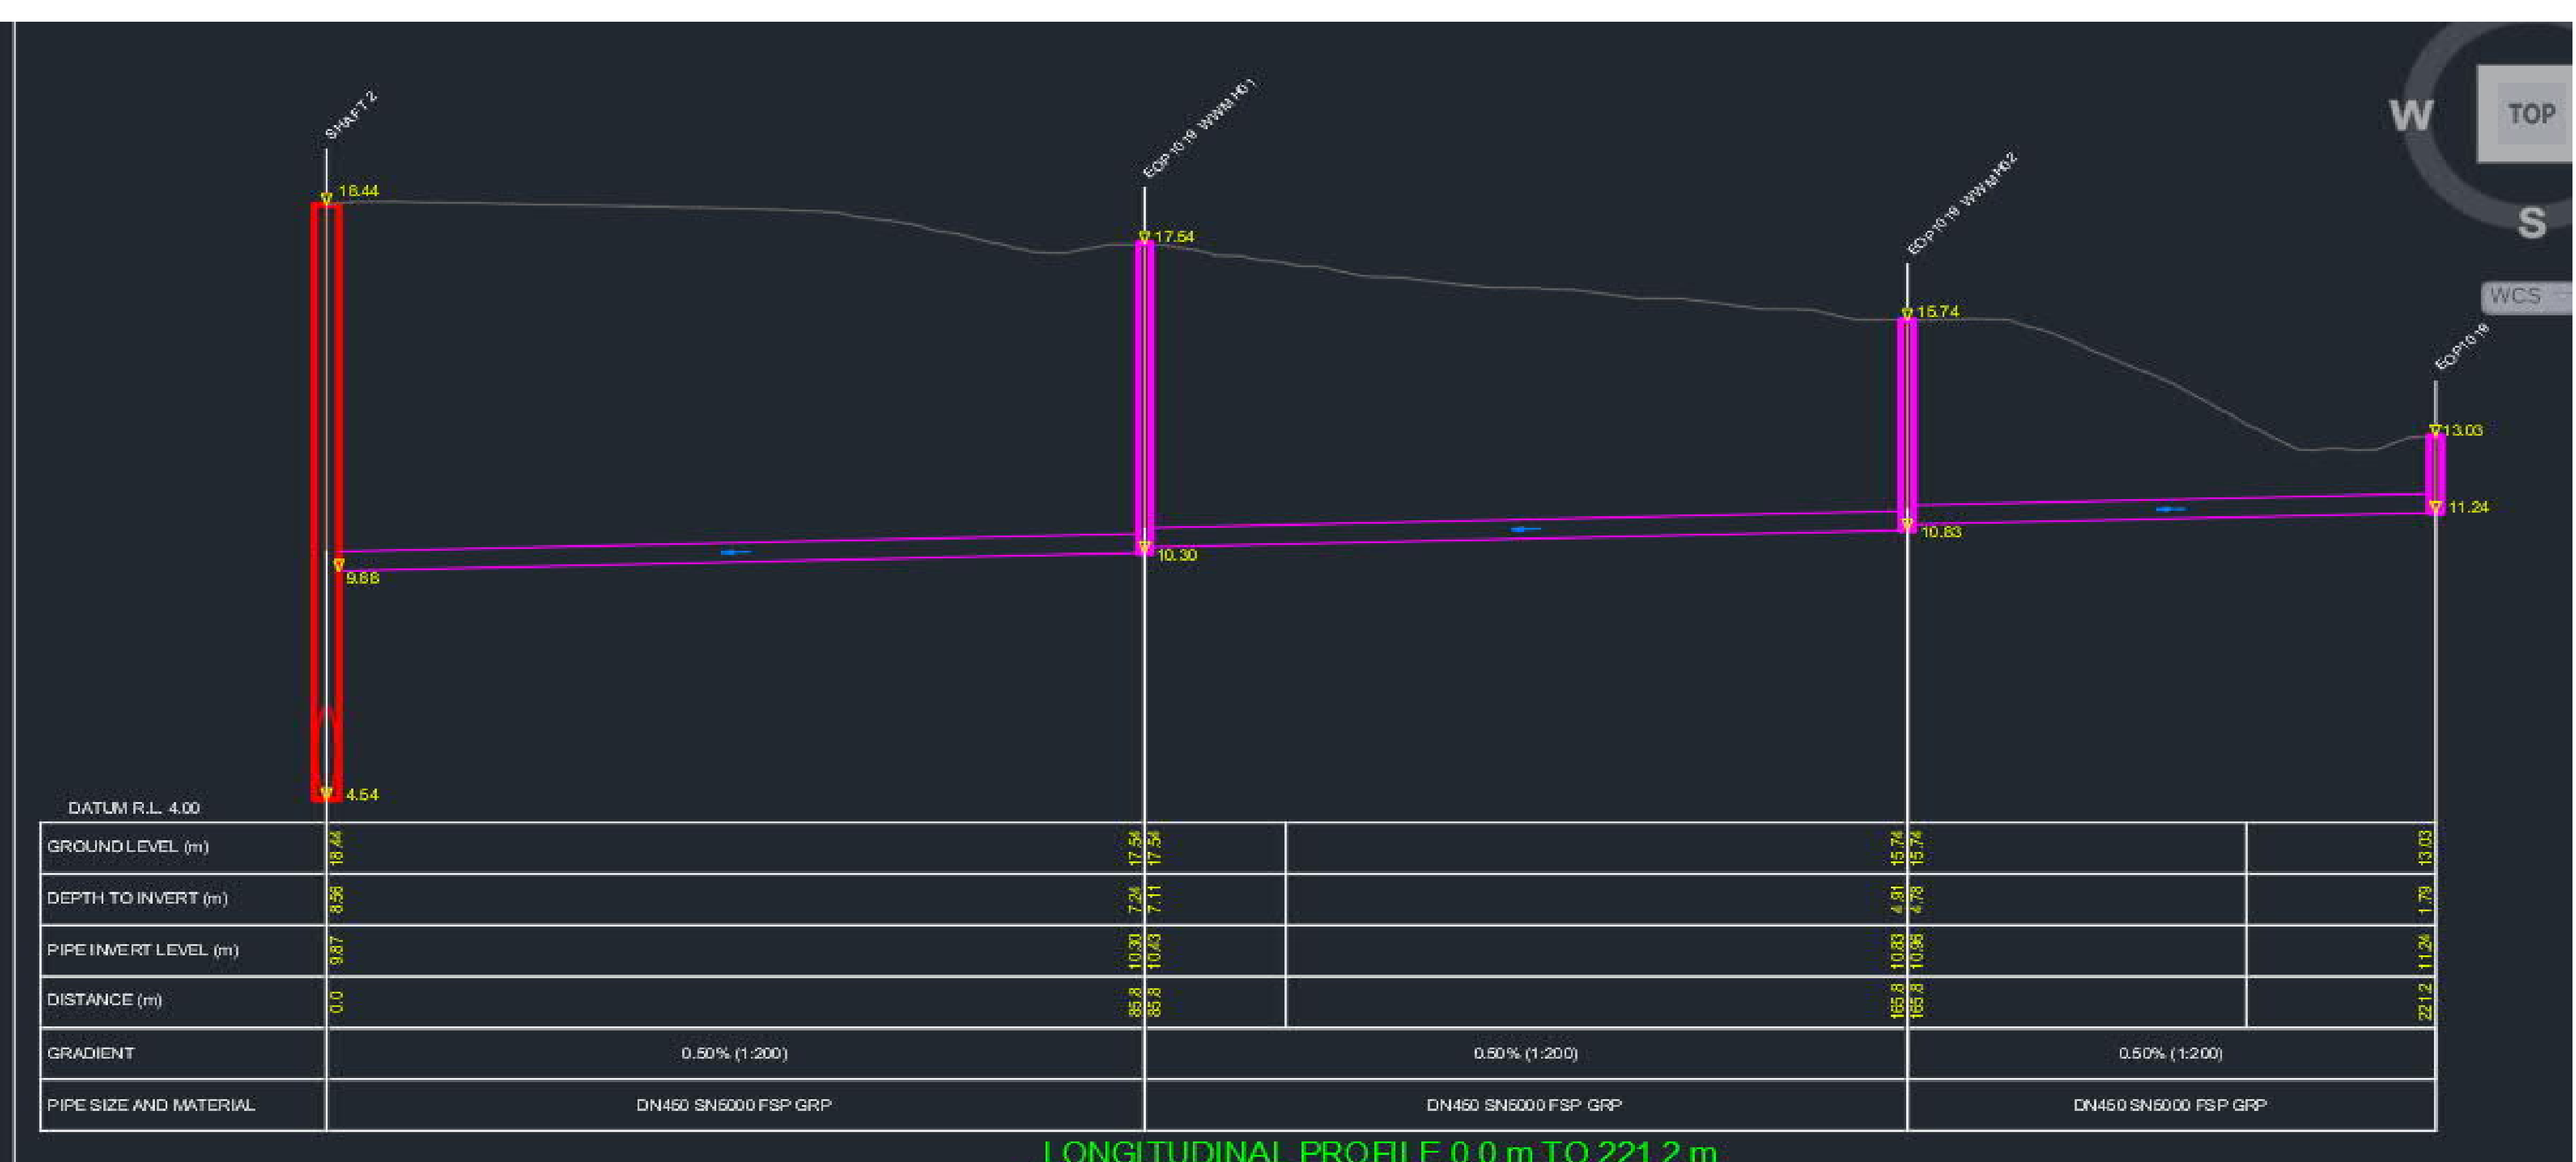 W
TOP
S
WCS
SHAFT 2
EOP1019 WWMH01
EOP1019 WWMH02
EOP1019
18.44
17.54
15.74
13.03
11.24
10.83
10.30
9.88
4.54
DATUM R.L. 4.00
GROUND LEVEL (m) 18.44 17.54 17.54 15.74 15.74 13.03
DEPTH TO INVERT (m) 8.56 7.24 7.11 4.91 4.78 1.79
PIPE INVERT LEVEL (m) 9.87 10.30 10.43 10.83 10.96 11.24
DISTANCE (m) 0.0 85.8 85.8 165.8 165.8 221.2
GRADIENT 0.50% (1:200) 0.50% (1:200) 0.50% (1:200)
PIPE SIZE AND MATERIAL DN450 SN5000 FSP GRP DN450 SN5000 FSP GRP DN450 SN5000 FSP GRP
LONGITUDINAL PROFILE 0.0 m TO 221.2 m